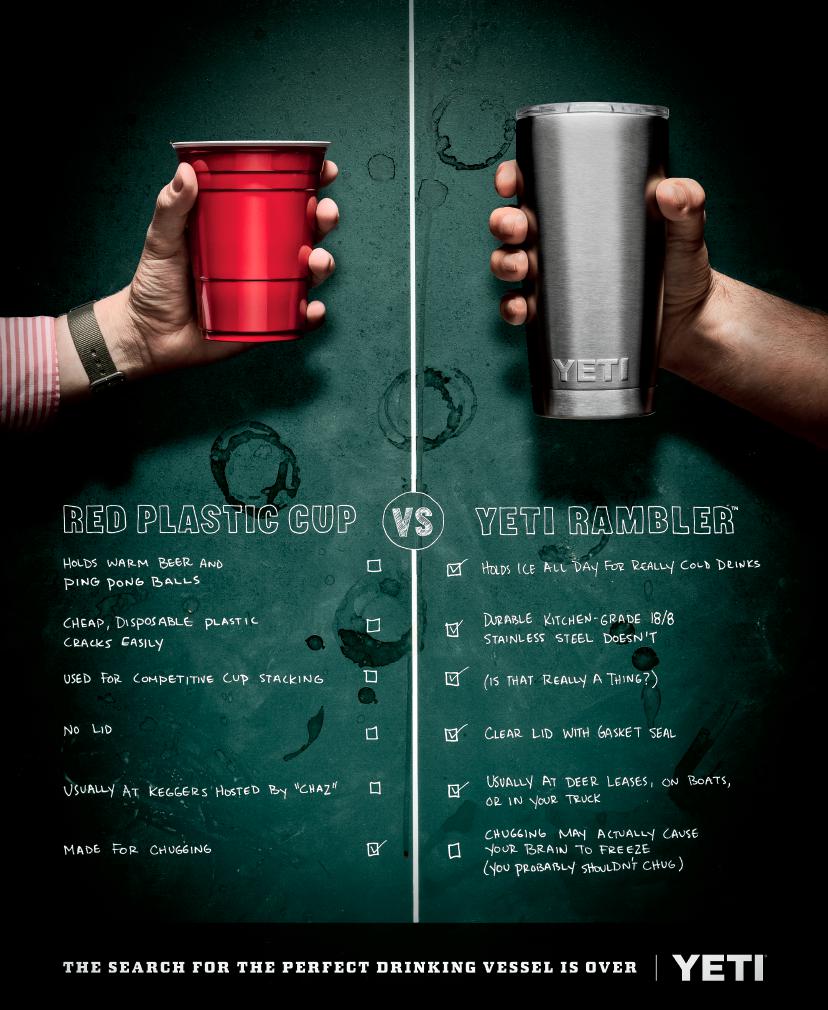 YETI
RED PLASTIC CUP
VS
YETI RAMBLER™
HOLDS WARM BEER AND
PING PONG BALLS
HOLDS ICE ALL DAY FOR REALLY COLD DRINKS
CHEAP, DISPOSABLE PLASTIC
CRACKS EASILY
DURABLE KITCHEN-GRADE 18/8
STAINLESS STEEL DOESN'T
USED FOR COMPETITIVE CUP STACKING
(IS THAT REALLY A THING?)
NO LID
CLEAR LID WITH GASKET SEAL
USUALLY AT KEGGERS HOSTED BY "CHAZ"
USUALLY AT DEER LEASES, ON BOATS,
OR IN YOUR TRUCK
MADE FOR CHUGGING
CHUGGING MAY ACTUALLY CAUSE
YOUR BRAIN TO FREEZE
(YOU PROBABLY SHOULDN'T CHUG)
THE SEARCH FOR THE PERFECT DRINKING VESSEL IS OVER
YETI